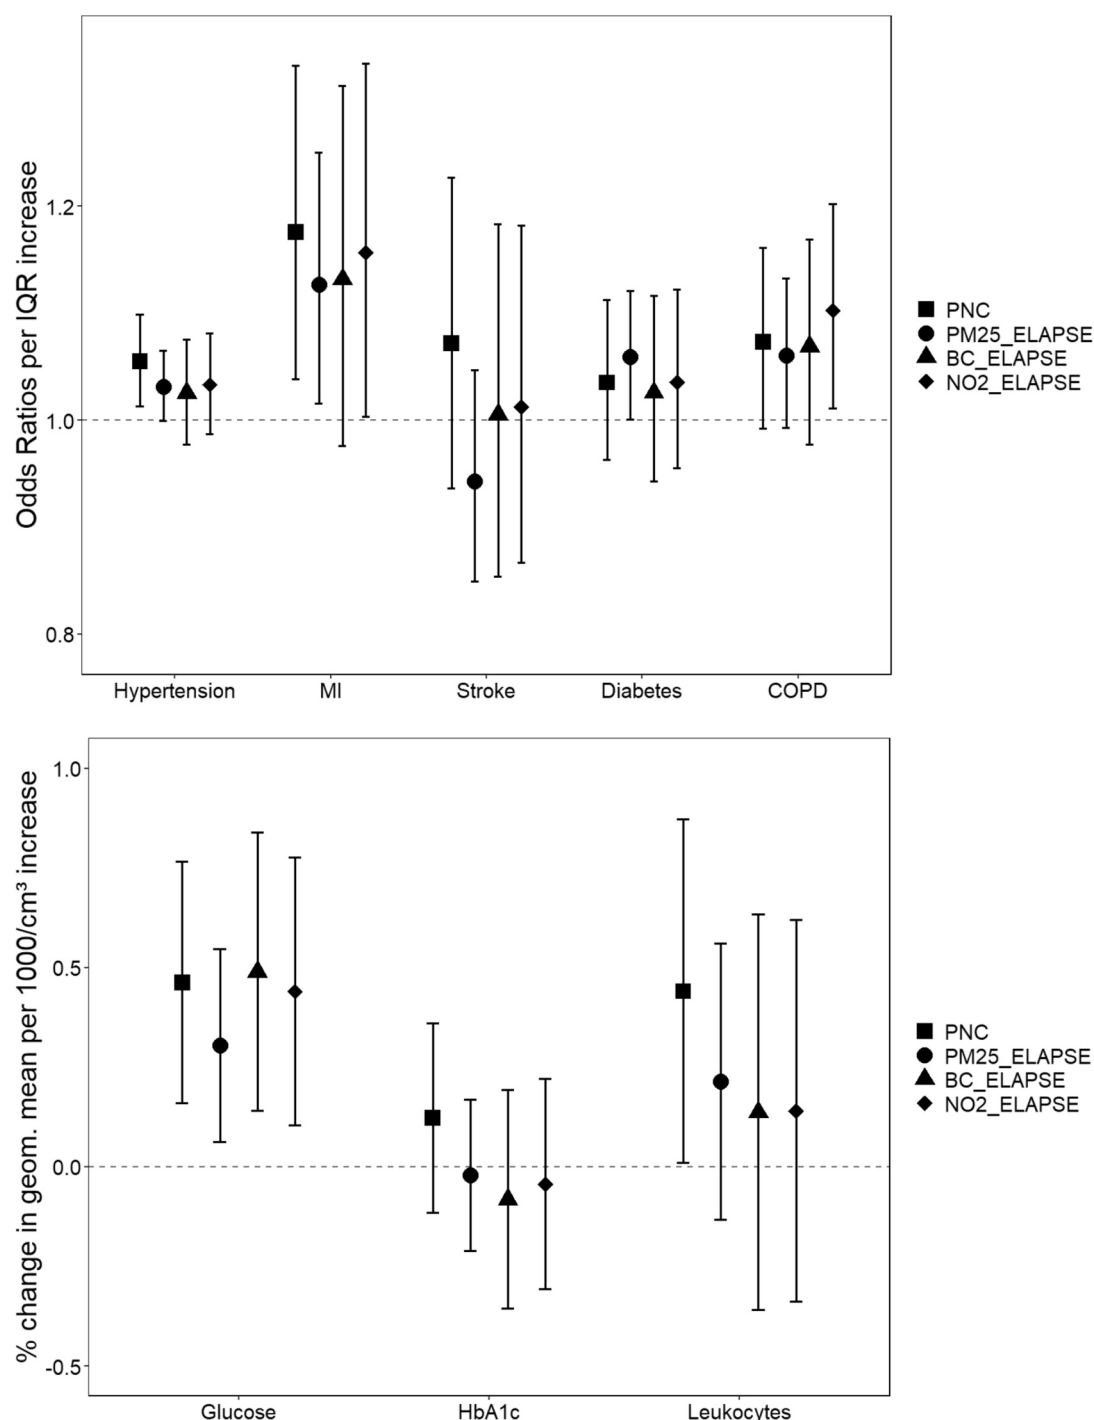 Odds Ratios per IQR increase
1.2
1.0
0.8
Hypertension MI Stroke Diabetes COPD
PNC
PM25_ELAPSE
BC_ELAPSE
NO2_ELAPSE
% change in geom. mean per 1000/cm³ increase
1.0
0.5
0.0
-0.5
Glucose HbA1c Leukocytes
PNC
PM25_ELAPSE
BC_ELAPSE
NO2_ELAPSE